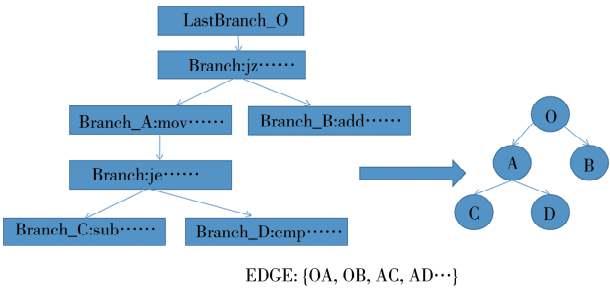 LastBranch_O
Branch:jz······
Branch_A:mov······
Branch_B:add······
Branch:je······
Branch_C:sub······
Branch_D:cmp······
O
A
B
C
D
EDGE: {OA, OB, AC, AD···}